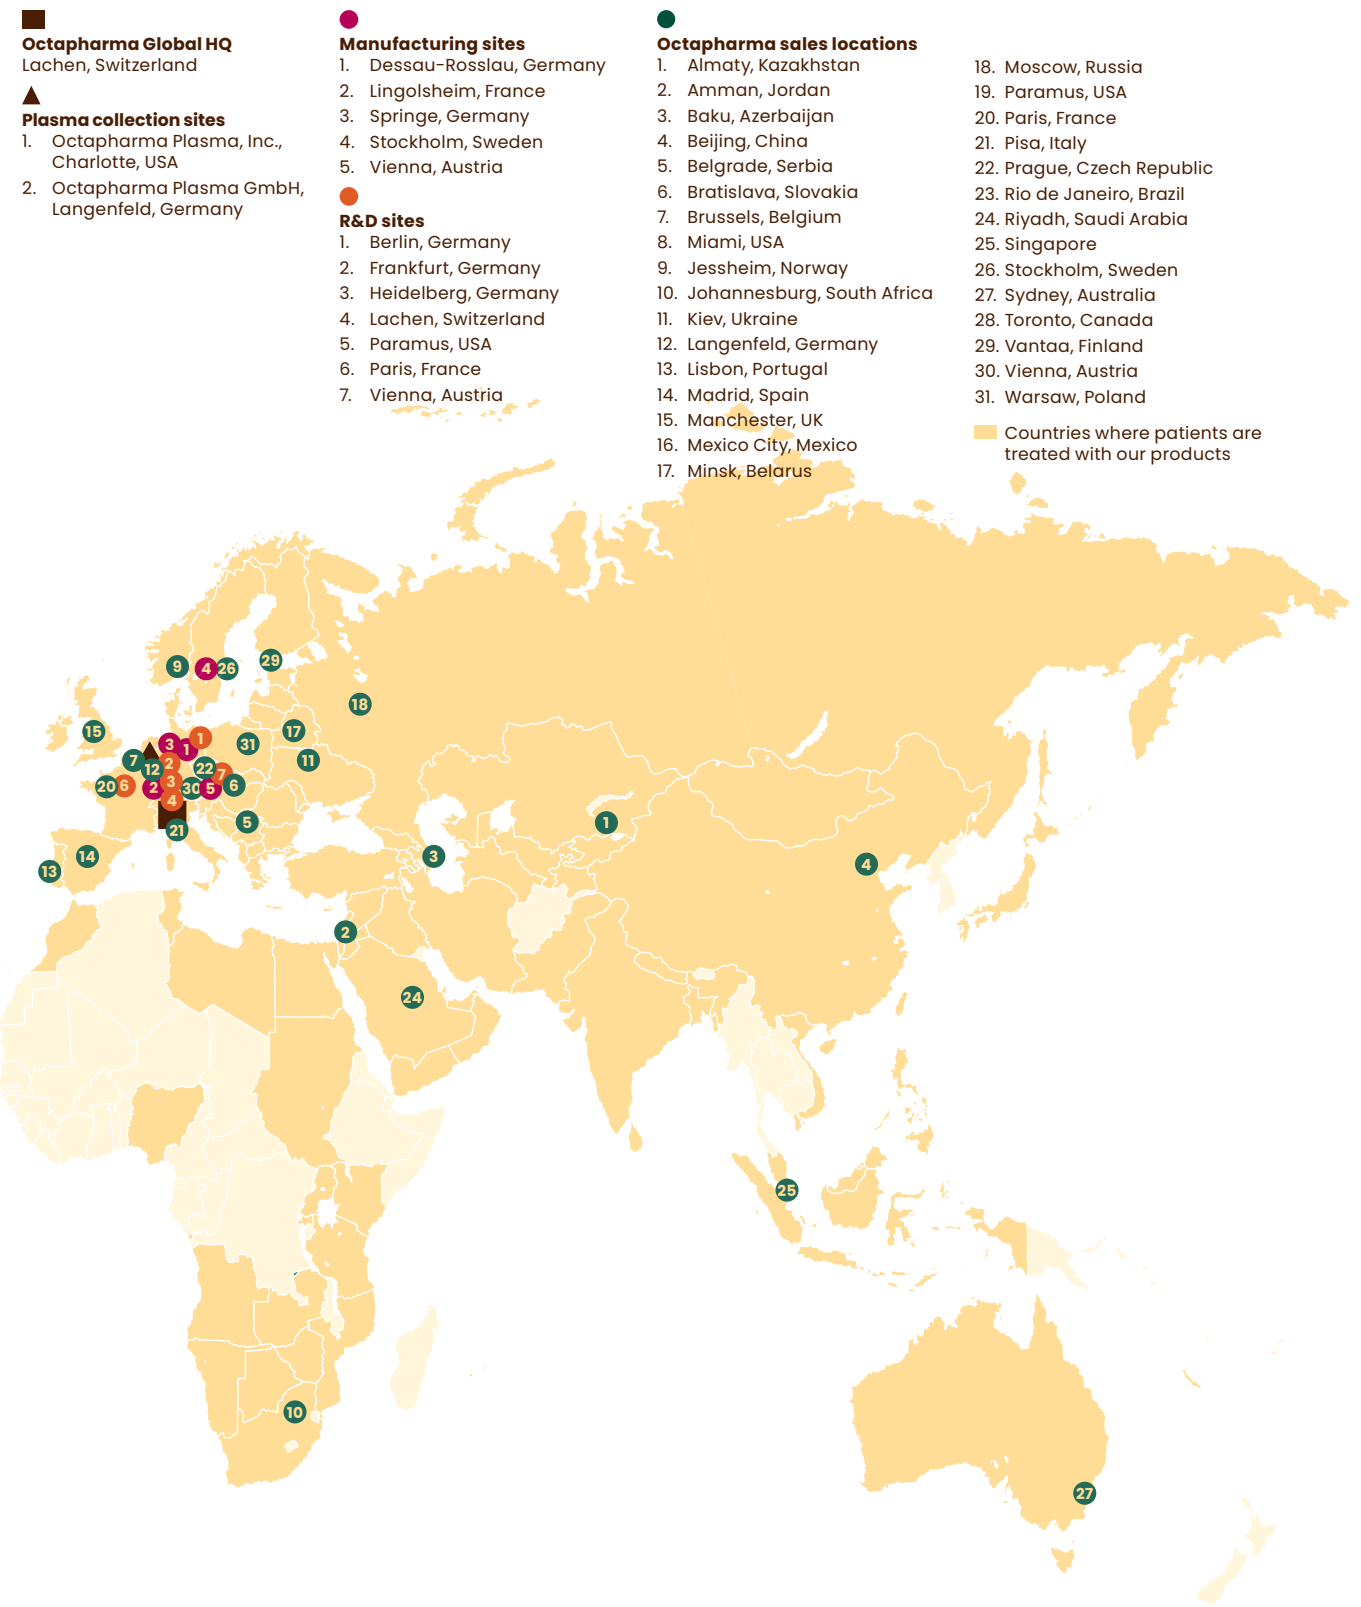 Octapharma Global HQ
Lachen, Switzerland
Plasma collection sites
1. Octapharma Plasma, Inc.,
Charlotte, USA
2. Octapharma Plasma GmbH,
Langenfeld, Germany
Manufacturing sites
1. Dessau-Rosslau, Germany
2. Lingolsheim, France
3. Springe, Germany
4. Stockholm, Sweden
5. Vienna, Austria
R&D sites
1. Berlin, Germany
2. Frankfurt, Germany
3. Heidelberg, Germany
4. Lachen, Switzerland
5. Paramus, USA
6. Paris, France
7. Vienna, Austria
Octapharma sales locations
1. Almaty, Kazakhstan
2. Amman, Jordan
3. Baku, Azerbaijan
4. Beijing, China
5. Belgrade, Serbia
6. Bratislava, Slovakia
7. Brussels, Belgium
8. Miami, USA
9. Jessheim, Norway
10. Johannesburg, South Africa
11. Kiev, Ukraine
12. Langenfeld, Germany
13. Lisbon, Portugal
14. Madrid, Spain
15. Manchester, UK
16. Mexico City, Mexico
17. Minsk, Belarus
18. Moscow, Russia
19. Paramus, USA
20. Paris, France
21. Pisa, Italy
22. Prague, Czech Republic
23. Rio de Janeiro, Brazil
24. Riyadh, Saudi Arabia
25. Singapore
26. Stockholm, Sweden
27. Sydney, Australia
28. Toronto, Canada
29. Vantaa, Finland
30. Vienna, Austria
31. Warsaw, Poland
Countries where patients are
treated with our products
9
4
26
29
18
15
17
3
1
1
31
11
7
12
2
22
7
20
6
2
3
30
5
6
4
5
21
1
14
13
3
4
2
24
25
10
27